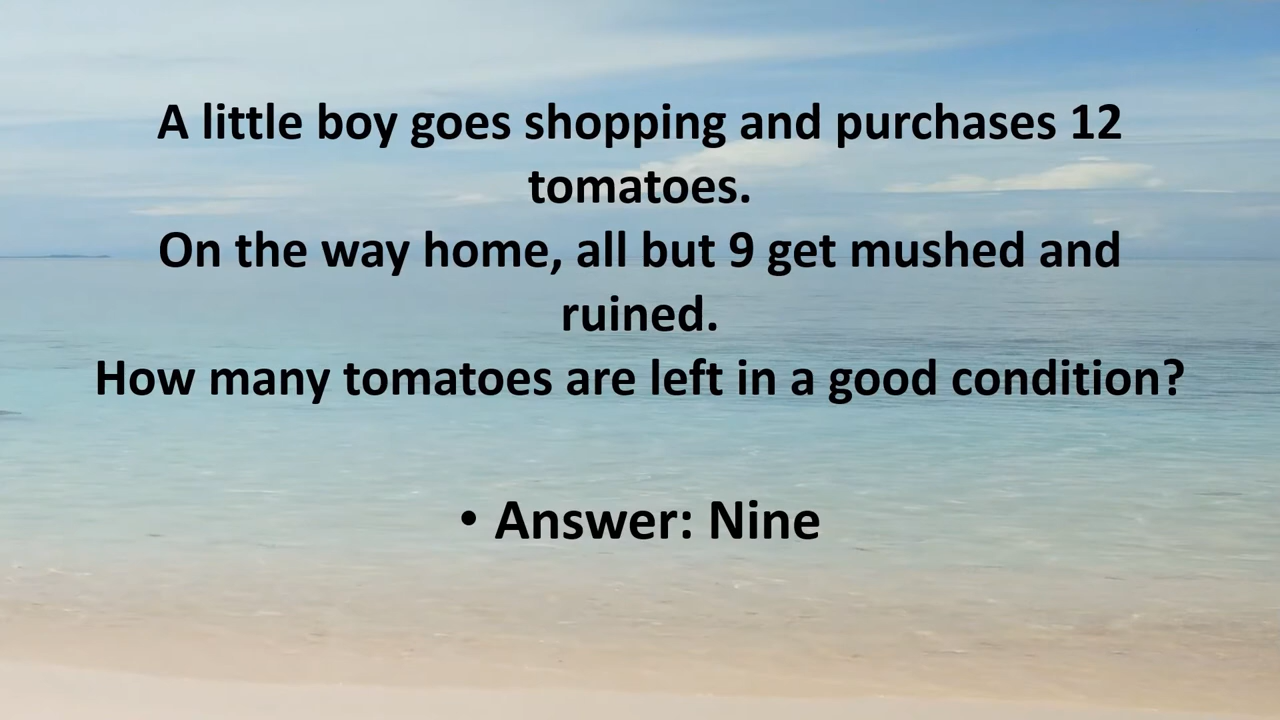 A little boy goes shopping and purchases 12
tomatoes.
On the way home, all but 9 get mushed and
ruined.
How many tomatoes are left in a good condition?
• Answer: Nine